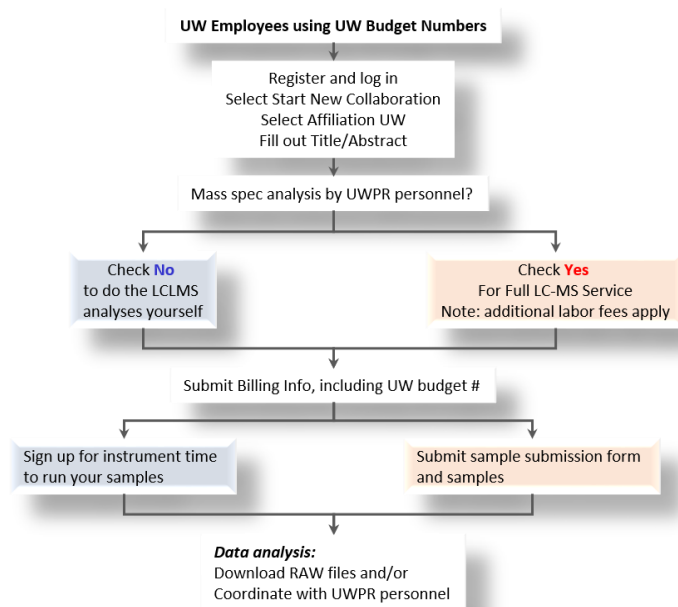 UW Employees using UW Budget Numbers
Register and log in
Select Start New Collaboration
Select Affiliation UW
Fill out Title/Abstract
Mass spec analysis by UWPR personnel?
Check No
to do the LCLMS
analyses yourself
Check Yes
For Full LC-MS Service
Note: additional labor fees apply
Submit Billing Info, including UW budget #
Sign up for instrument time
to run your samples
Submit sample submission form
and samples
Data analysis:
Download RAW files and/or
Coordinate with UWPR personnel